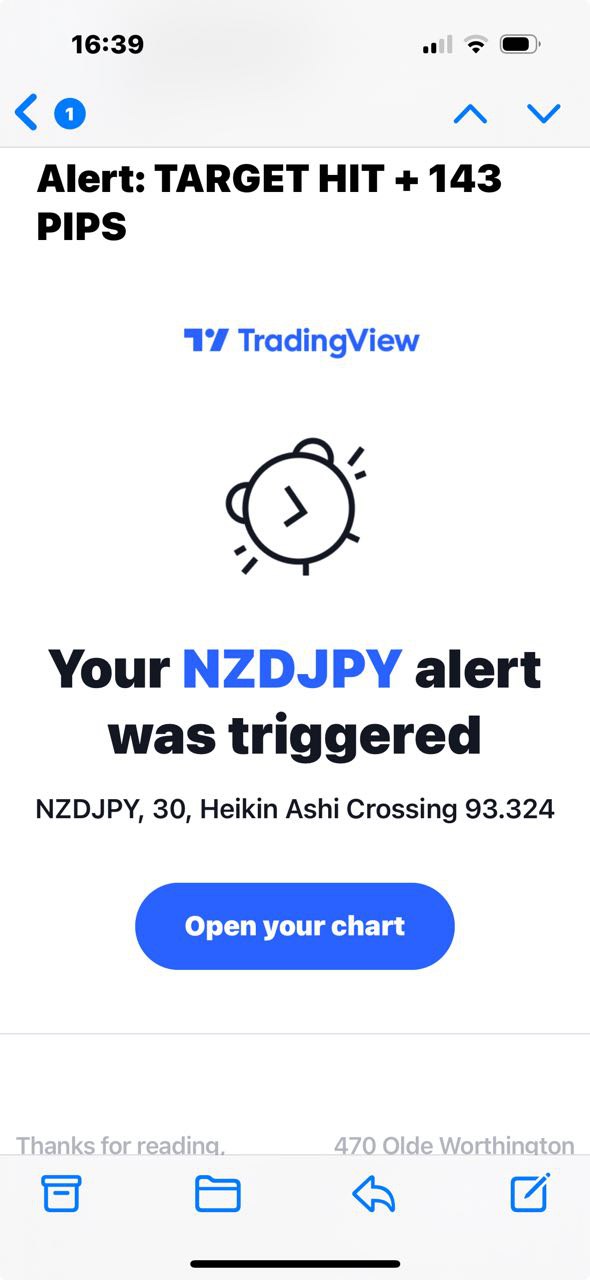 16:39
1
Alert: TARGET HIT + 143
PIPS
TradingView
Your NZDJPY alert
was triggered
NZDJPY, 30, Heikin Ashi Crossing 93.324
Open your chart
Thanks for reading,
470 Olde Worthington